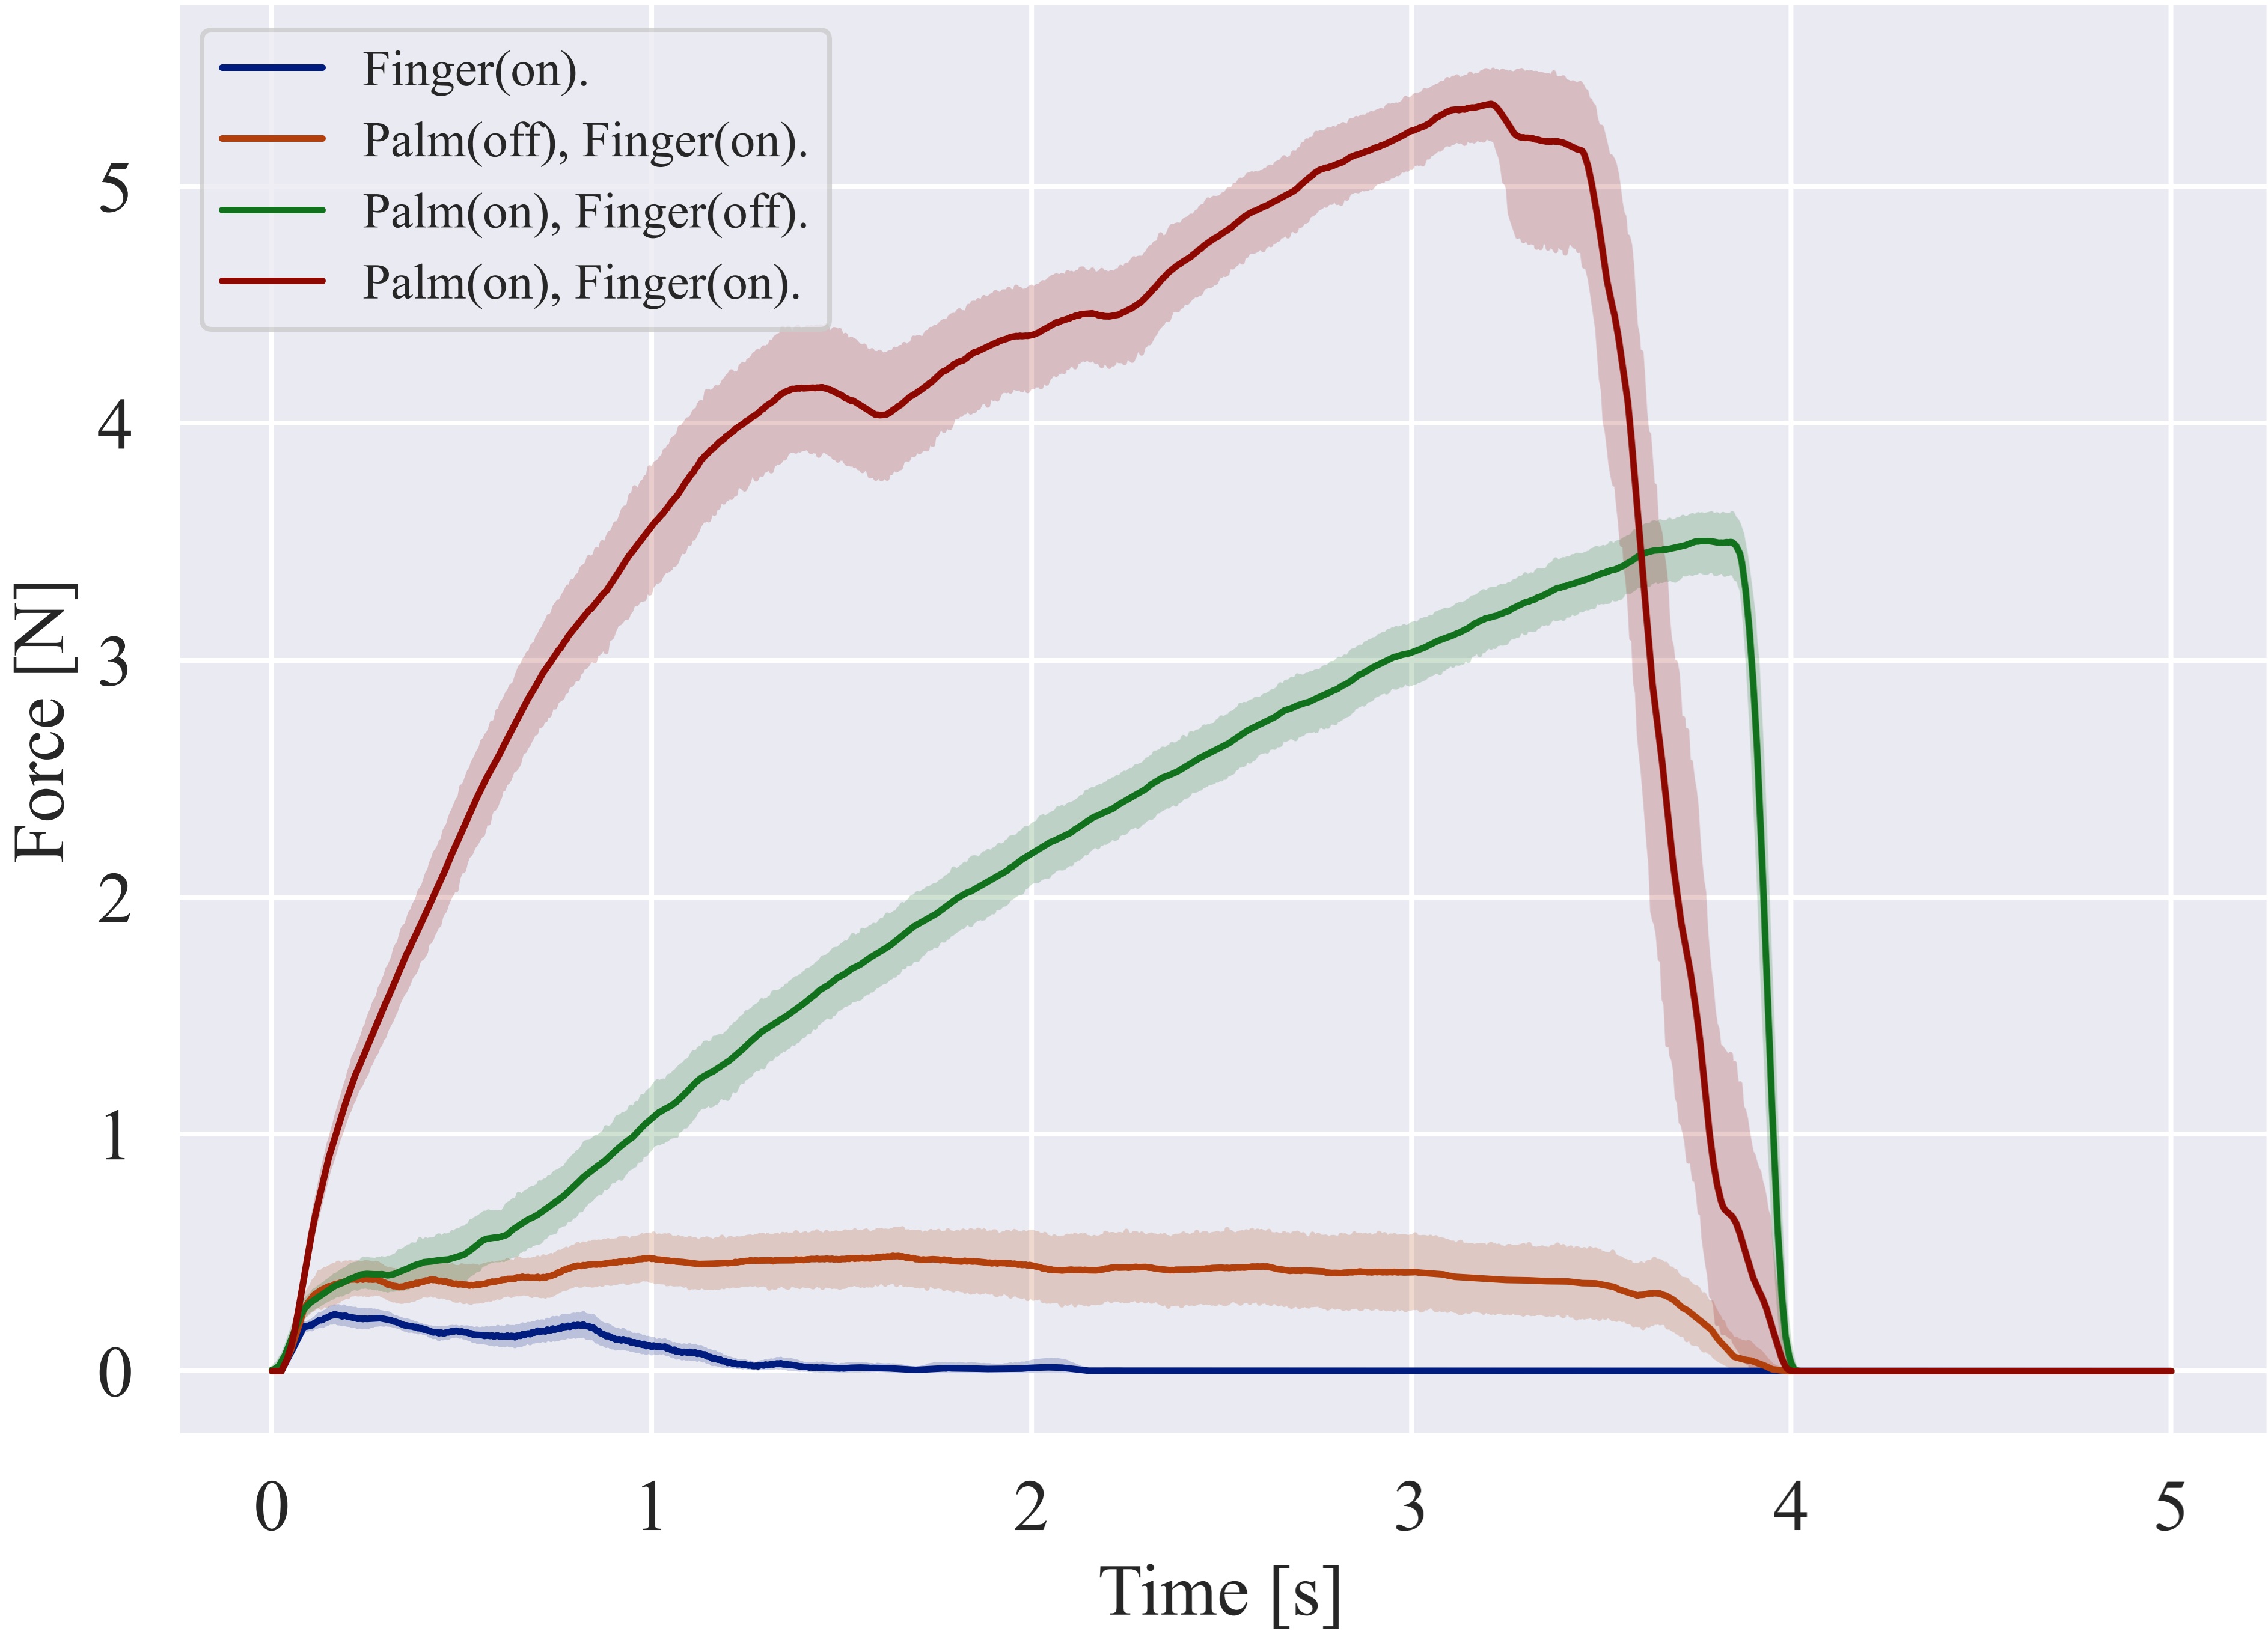 Finger(on).
Palm(off), Finger(on).
Palm(on), Finger(off).
Palm(on), Finger(on).
5
4
3
2
1
0
Force [N]
0 1 2 3 4 5
Time [s]